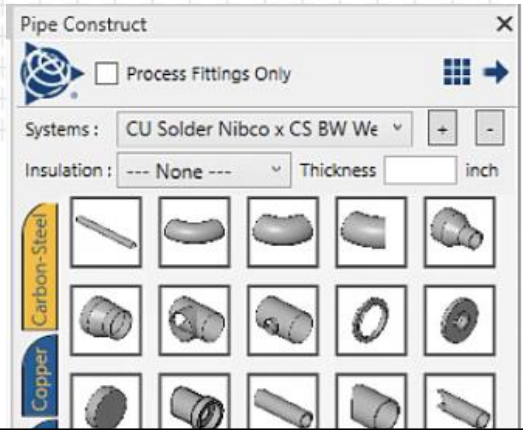 Pipe Construct
Process Fittings Only
Systems : CU Solder Nibco x CS BW We + -
Insulation : --- None --- Thickness inch
Carbon-Steel
Copper